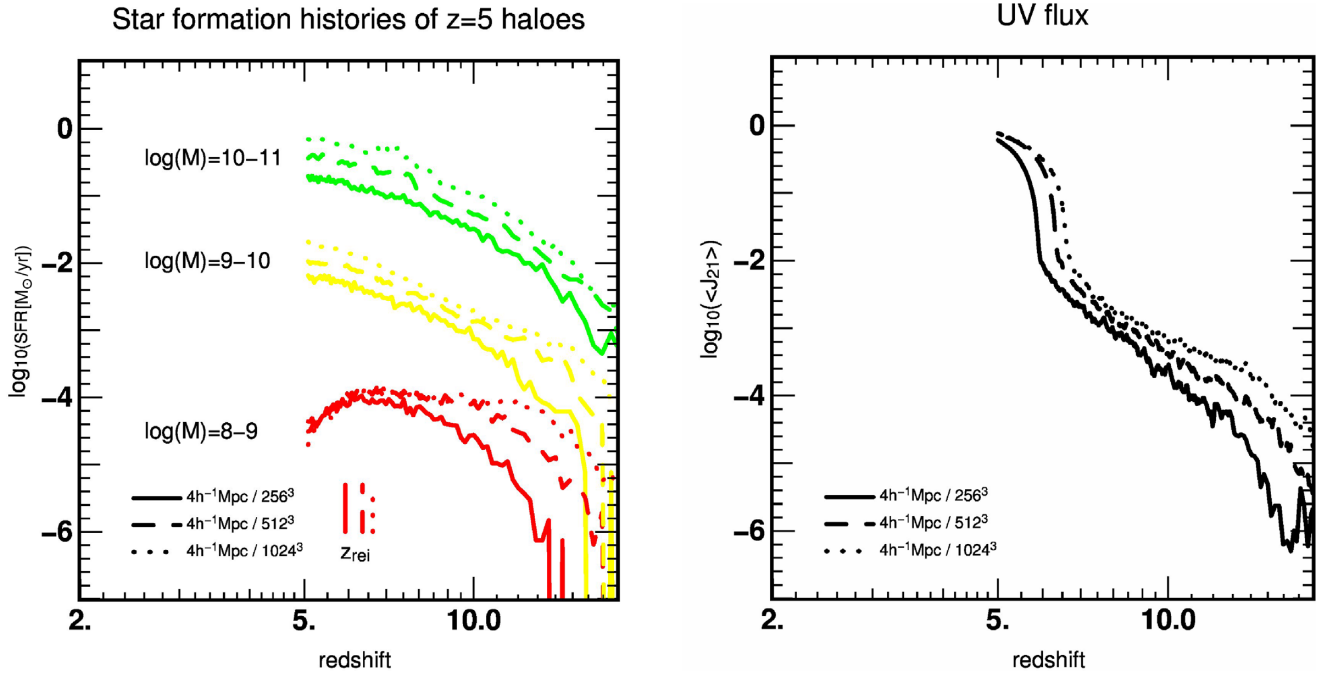 Star formation histories of z=5 haloes
0
−2
−4
−6
2.
5.
10.0
redshift
log₁₀(SFR[M☉/yr])
log(M)=10−11
log(M)=9−10
log(M)=8−9
4h⁻¹Mpc / 256³
4h⁻¹Mpc / 512³
4h⁻¹Mpc / 1024³
zrei
UV flux
0
−2
−4
−6
2.
5.
10.0
redshift
log₁₀(<J₂₁>)
4h⁻¹Mpc / 256³
4h⁻¹Mpc / 512³
4h⁻¹Mpc / 1024³